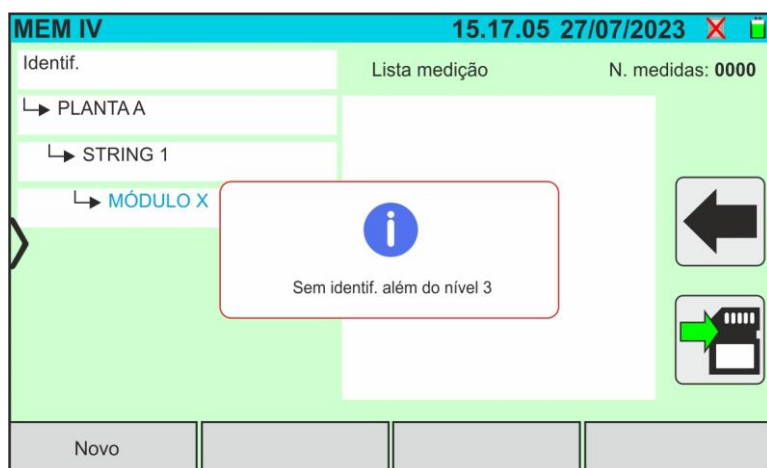 MEM IV 15.17.05 27/07/2023
Identif.
Lista medição N. medidas: 0000
PLANTA A
STRING 1
MÓDULO X
i
Sem identif. além do nível 3
Novo